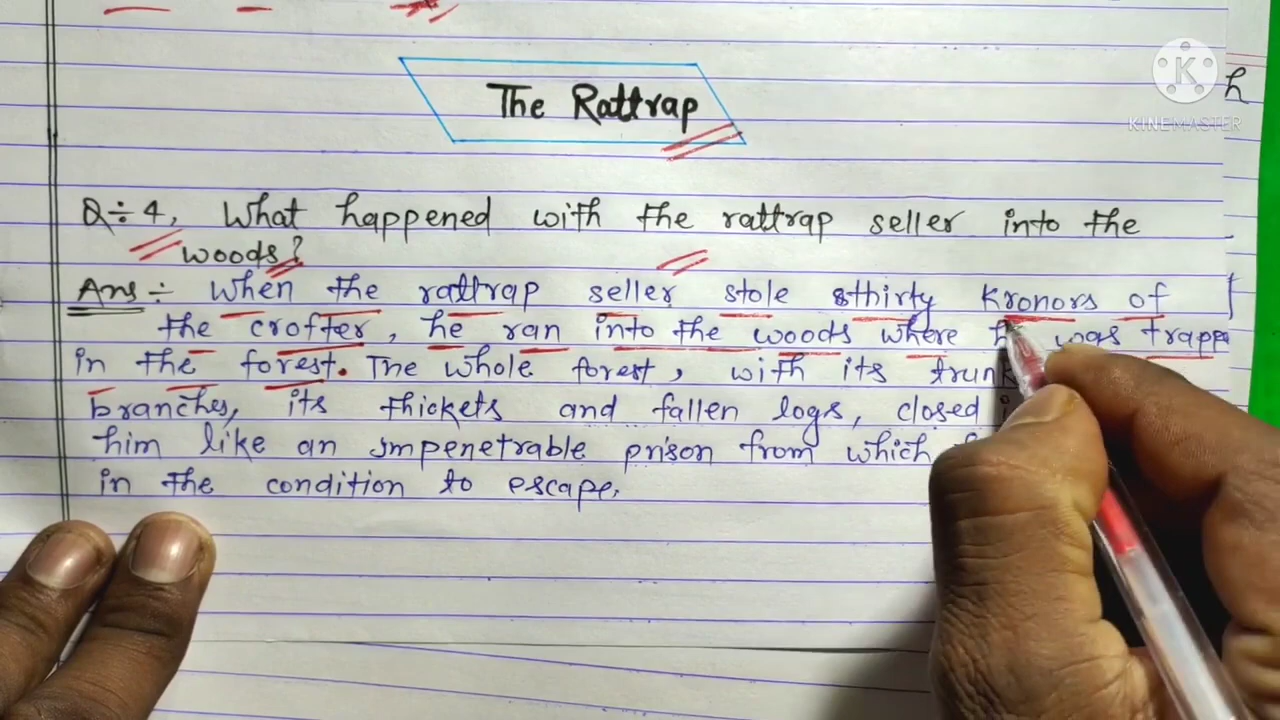 The Rattrap
K
KINEMASTER
h
Q÷4, What happened with the rattrap seller into the
woods?
Ans÷ When the rattrap seller stole sthirty Kronors of
the crofter, he ran into the woods where was trappe
in the forest. The whole forest, with its trunk
branches, its thickets and fallen logs, closed
him like an impenetrable prison from which
in the condition to escape.